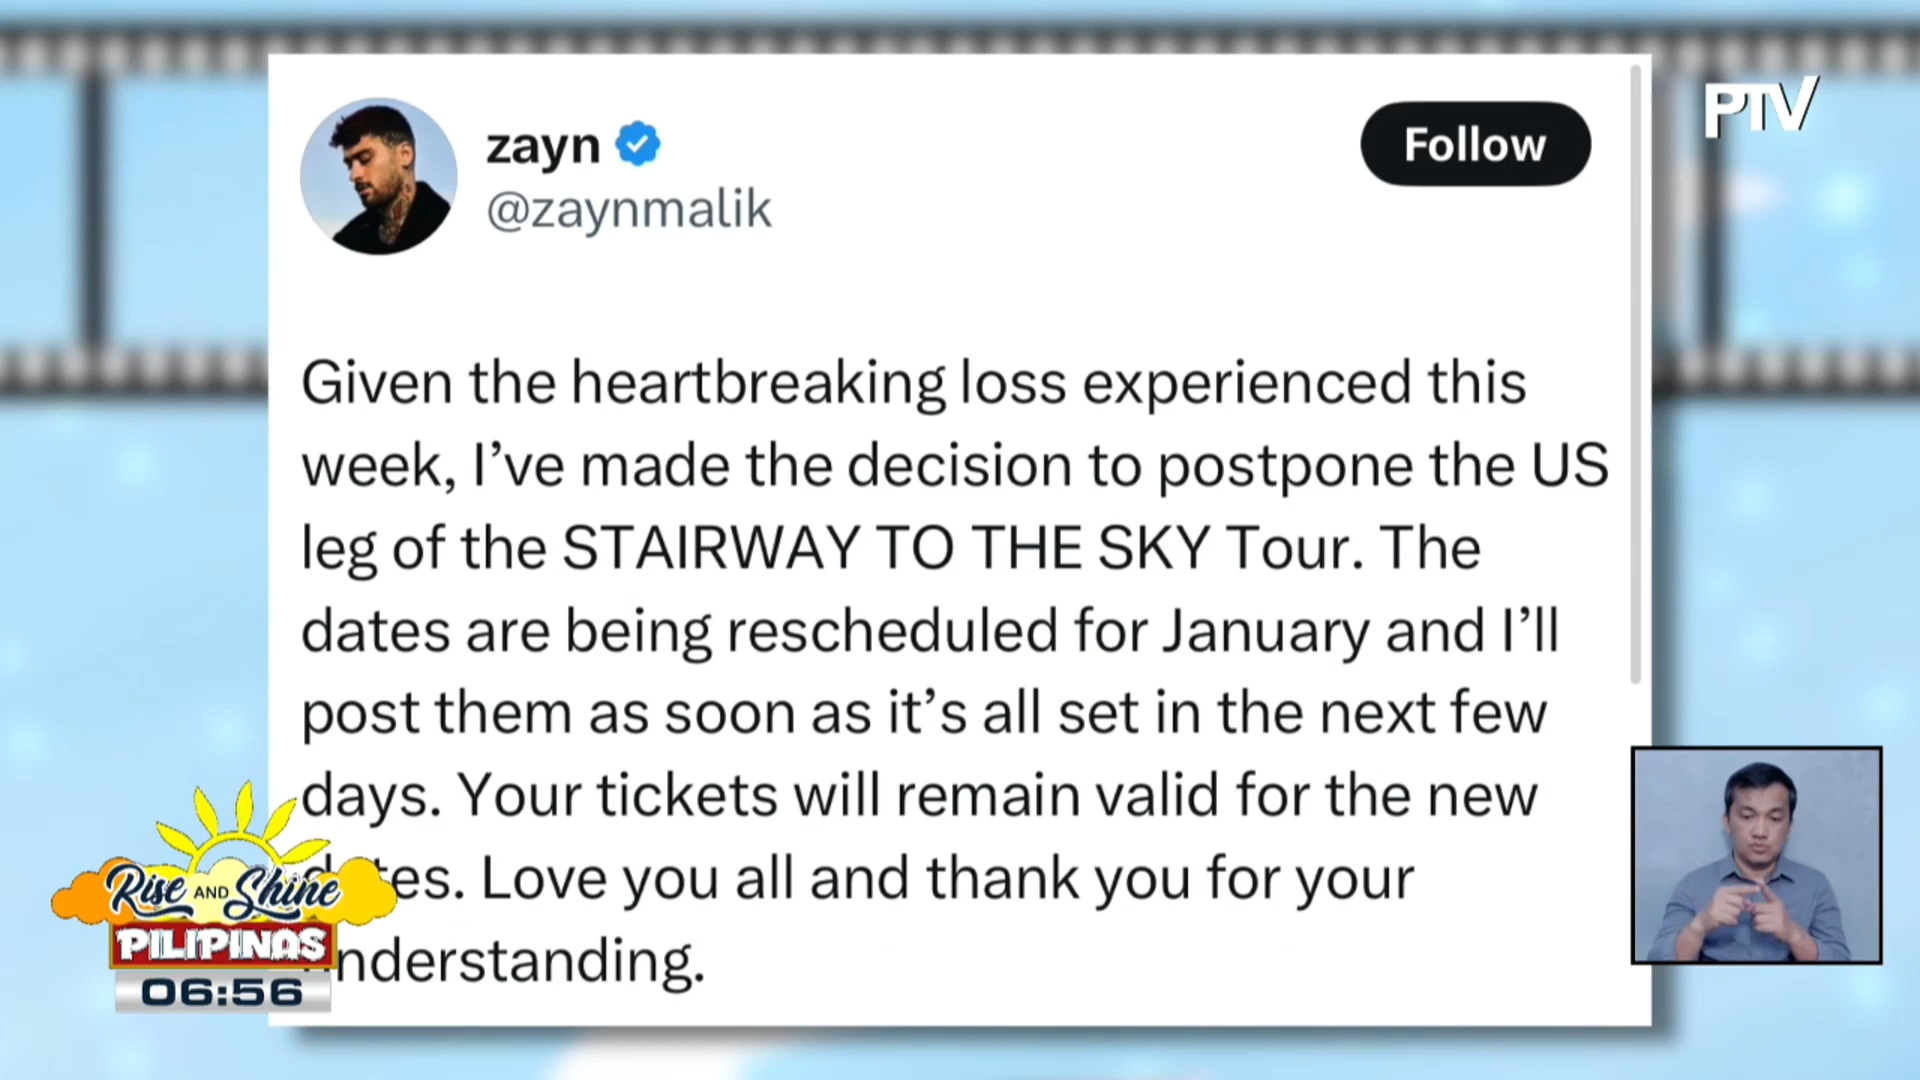 PTV
zayn
Follow
@zaynmalik
Given the heartbreaking loss experienced this
week, I’ve made the decision to postpone the US
leg of the STAIRWAY TO THE SKY Tour. The
dates are being rescheduled for January and I’ll
post them as soon as it’s all set in the next few
days. Your tickets will remain valid for the new
Love you all and thank you for your
Rise AND Shine
PILIPINAS
06:56